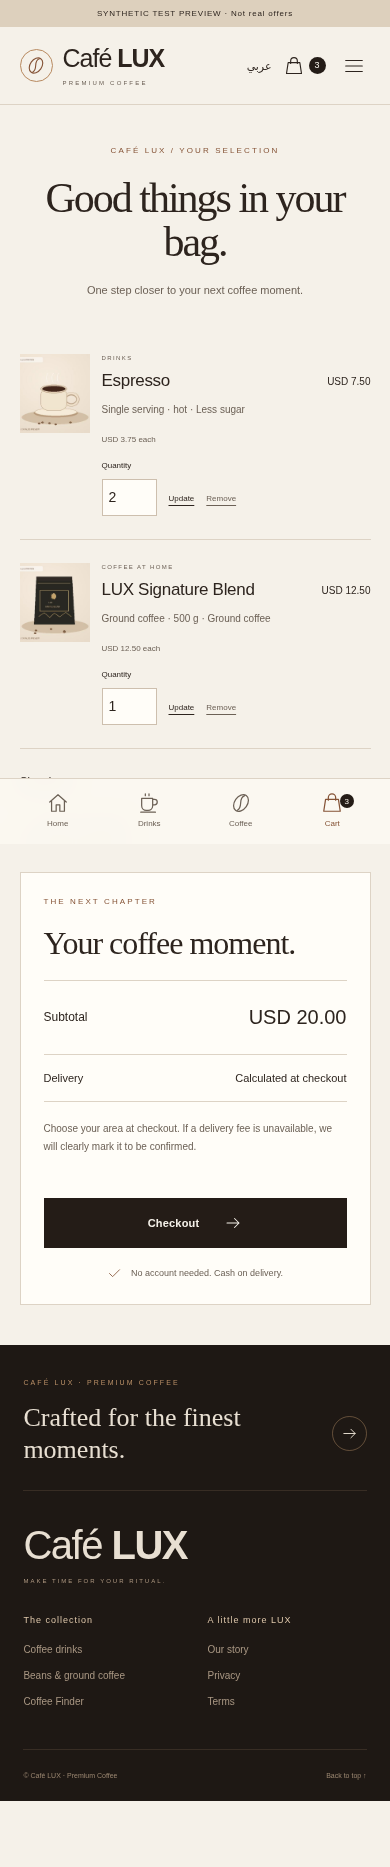 SYNTHETIC TEST PREVIEW · Not real offers
Café LUX
PREMIUM COFFEE
عربي
3
CAFÉ LUX / YOUR SELECTION
Good things in your
bag.
One step closer to your next coffee moment.
DRINKS
Espresso
USD 7.50
Single serving · hot · Less sugar
USD 3.75 each
Quantity
2
Update
Remove
COFFEE AT HOME
LUX Signature Blend
USD 12.50
Ground coffee · 500 g · Ground coffee
USD 12.50 each
Quantity
1
Update
Remove
Home
Drinks
Coffee
Cart
3
THE NEXT CHAPTER
Your coffee moment.
Subtotal
USD 20.00
Delivery
Calculated at checkout
Choose your area at checkout. If a delivery fee is unavailable, we
will clearly mark it to be confirmed.
Checkout
No account needed. Cash on delivery.
CAFÉ LUX · PREMIUM COFFEE
Crafted for the finest
moments.
Café LUX
MAKE TIME FOR YOUR RITUAL.
The collection
A little more LUX
Coffee drinks
Our story
Beans & ground coffee
Privacy
Coffee Finder
Terms
© Café LUX · Premium Coffee
Back to top ↑